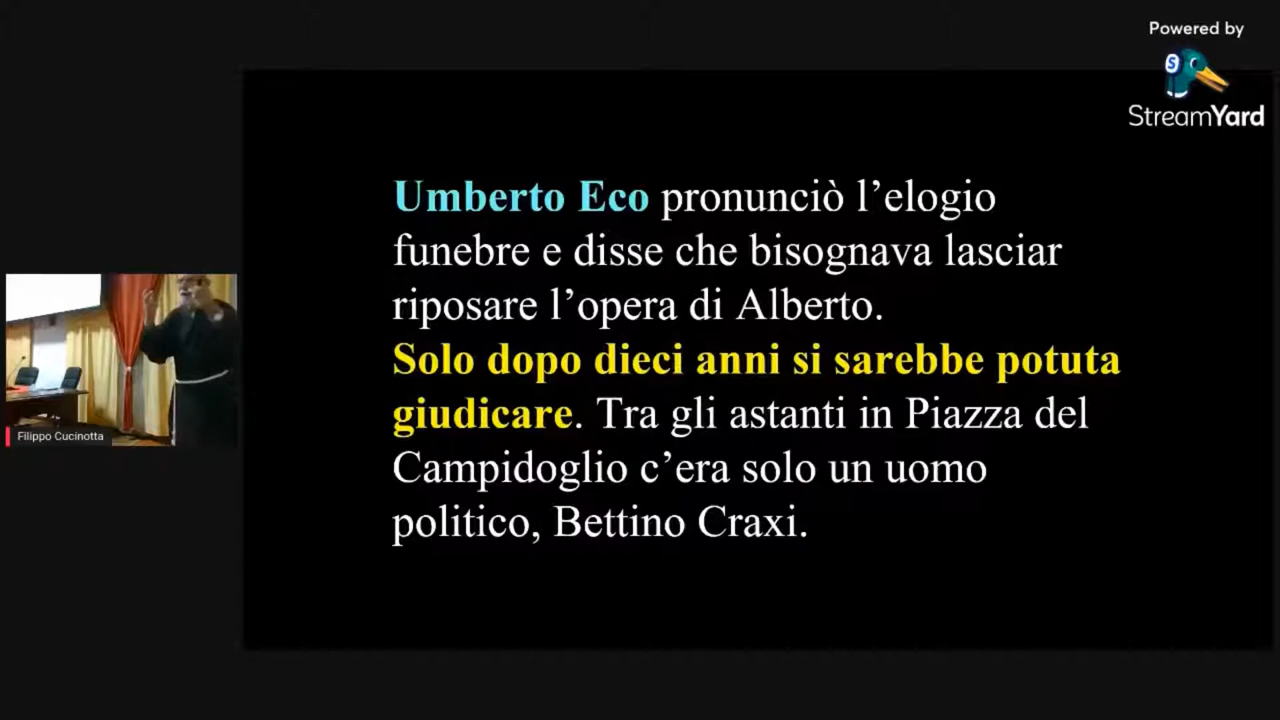 Powered by
StreamYard
Umberto Eco pronunciò l’elogio
funebre e disse che bisognava lasciar
riposare l’opera di Alberto.
Solo dopo dieci anni si sarebbe potuta
giudicare. Tra gli astanti in Piazza del
Campidoglio c’era solo un uomo
politico, Bettino Craxi.
Filippo Cucinotta